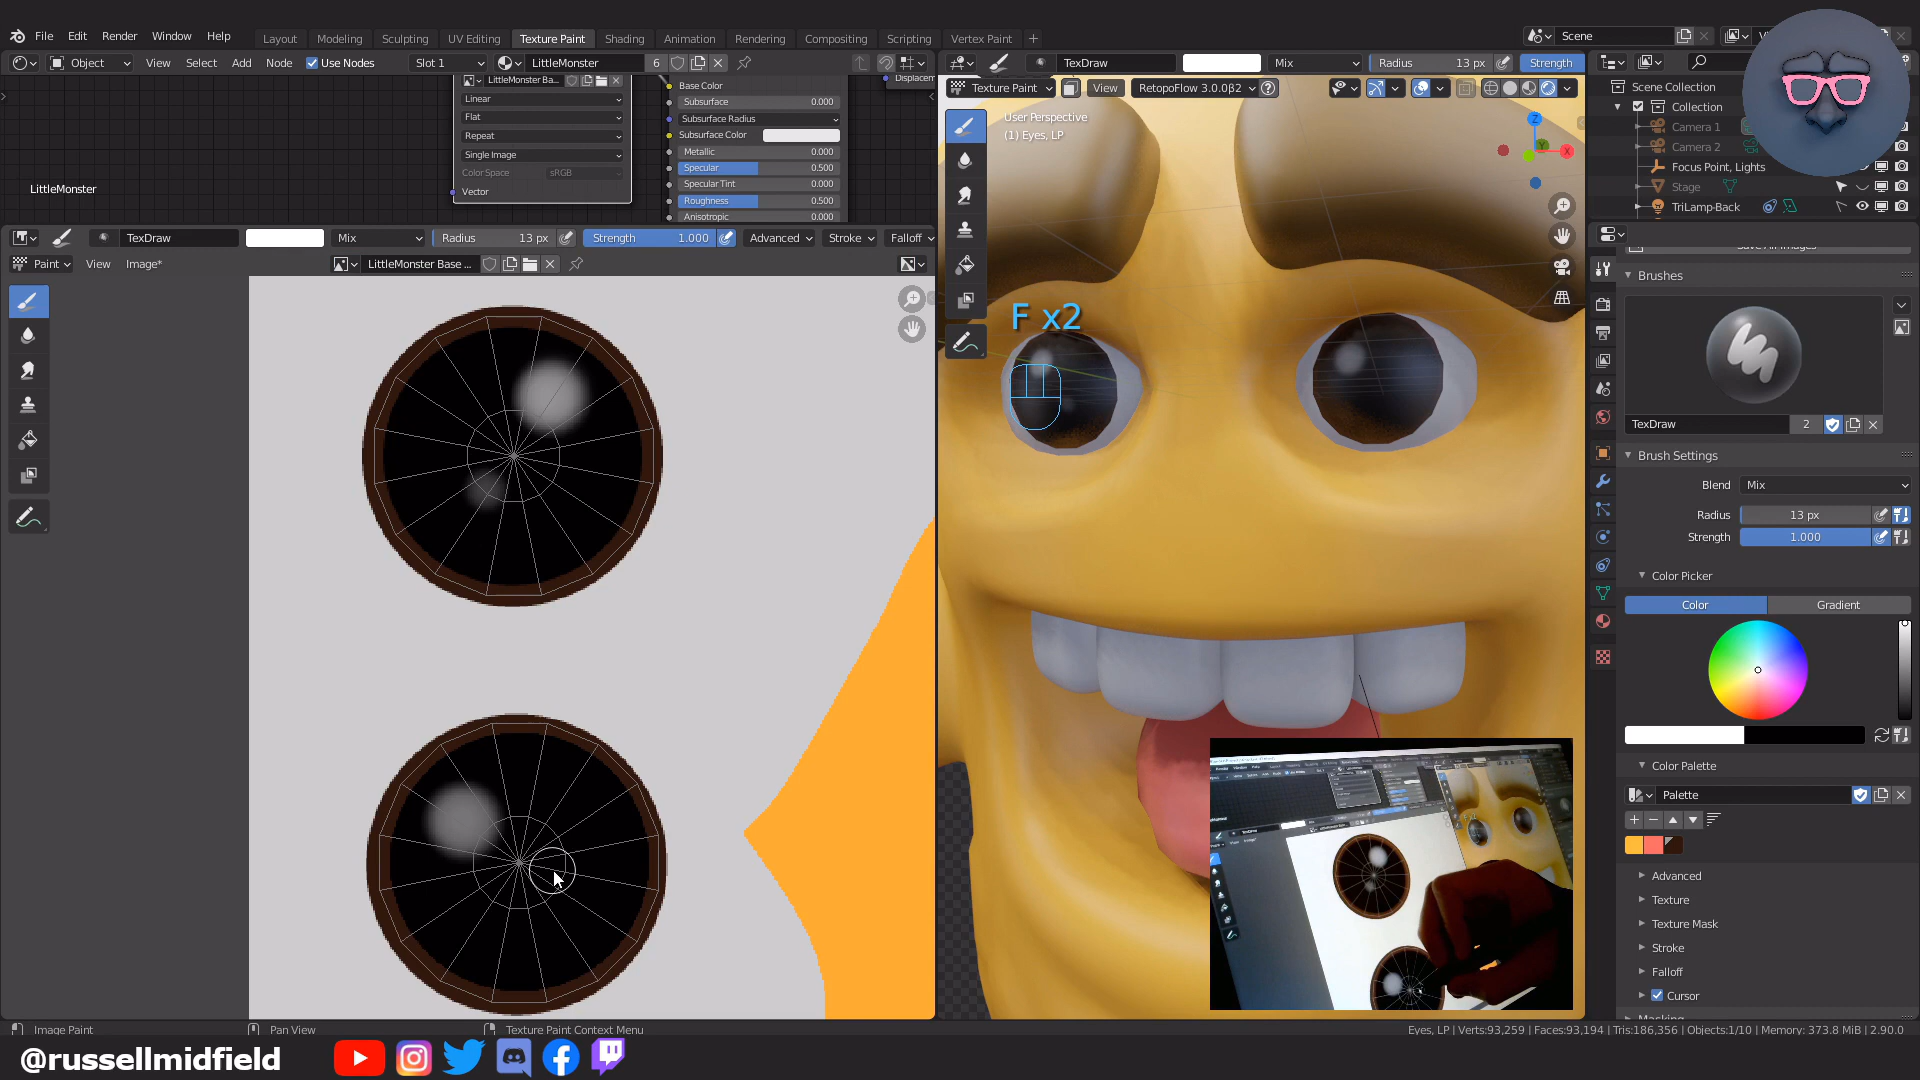 File Edit Render Window Help
Layout Modeling Sculpting UV Editing Texture Paint Shading Animation Rendering Compositing Scripting Vertex Paint +
Scene
Object View Select Add Node Use Nodes Slot 1 LittleMonster 6
LittleMonster Ba...
Linear
Flat
Repeat
Single Image
Color Space sRGB
Vector
LittleMonster
Base Color
Subsurface 0.000
Subsurface Radius
Subsurface Color
Metallic 0.000
Specular 0.500
Specular Tint 0.000
Roughness 0.500
Anisotropic 0.000
Displacem
TexDraw Mix Radius 13 px Strength 1.000 Advanced Stroke Falloff
Paint View Image* LittleMonster Base ...
TexDraw Mix Radius 13 px Strength
Texture Paint View RetopoFlow 3.0.0β2
User Perspective
(1) Eyes, LP
F x2
Z
Y
X
Scene Collection
Collection
Camera 1
Camera 2
Focus Point, Lights
Stage
TriLamp-Back
Save All Images
Brushes
TexDraw 2
Brush Settings
Blend Mix
Radius 13 px
Strength 1.000
Color Picker
Color Gradient
Color Palette
Palette
Advanced
Texture
Texture Mask
Stroke
Falloff
Cursor
Masking
Image Paint Pan View Texture Paint Context Menu
Eyes, LP | Verts:93,259 | Faces:93,194 | Tris:186,356 | Objects:1/10 | Memory: 373.8 MiB | 2.90.0
@russellmidfield